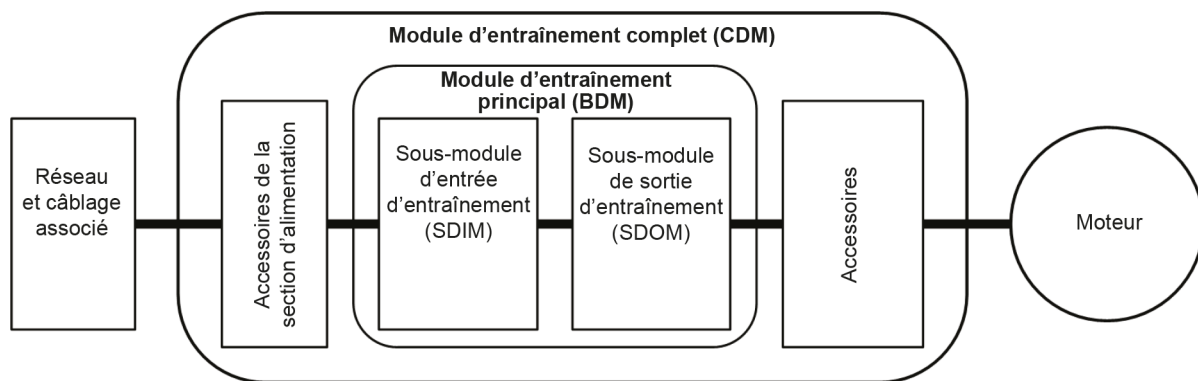 Module d'entraînement complet (CDM)
Module d'entraînement
principal (BDM)
Réseau
et câblage
associé
Accessoires de la
section d'alimentation
Sous-module
d'entrée
d'entraînement
(SDIM)
Sous-module
de sortie
d'entraînement
(SDOM)
Accessoires
Moteur